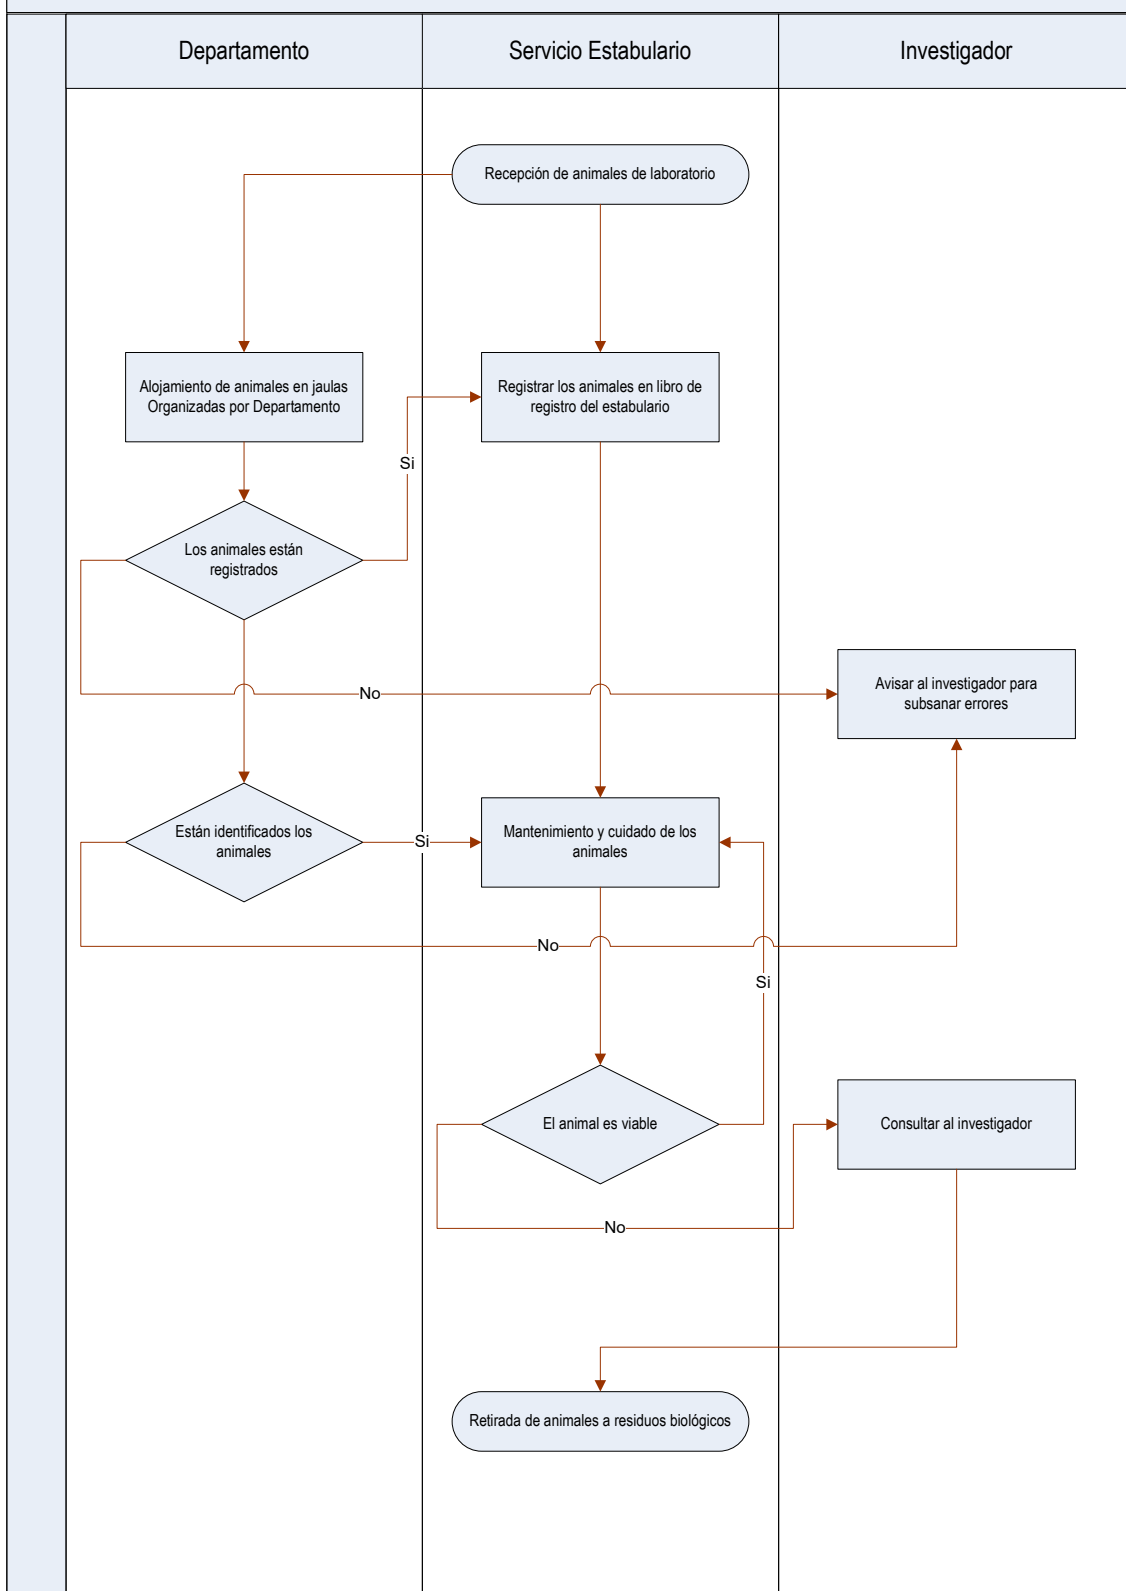 Departamento
Servicio Estabulario
Investigador
Recepción de animales de laboratorio
Alojamiento de animales en jaulas
Organizadas por Departamento
Registrar los animales en libro de
registro del estabulario
Si
Los animales están
registrados
No
Avisar al investigador para
subsanar errores
Están identificados los
animales
Si
Mantenimiento y cuidado de los
animales
No
Si
El animal es viable
Consultar al investigador
No
Retirada de animales a residuos biológicos